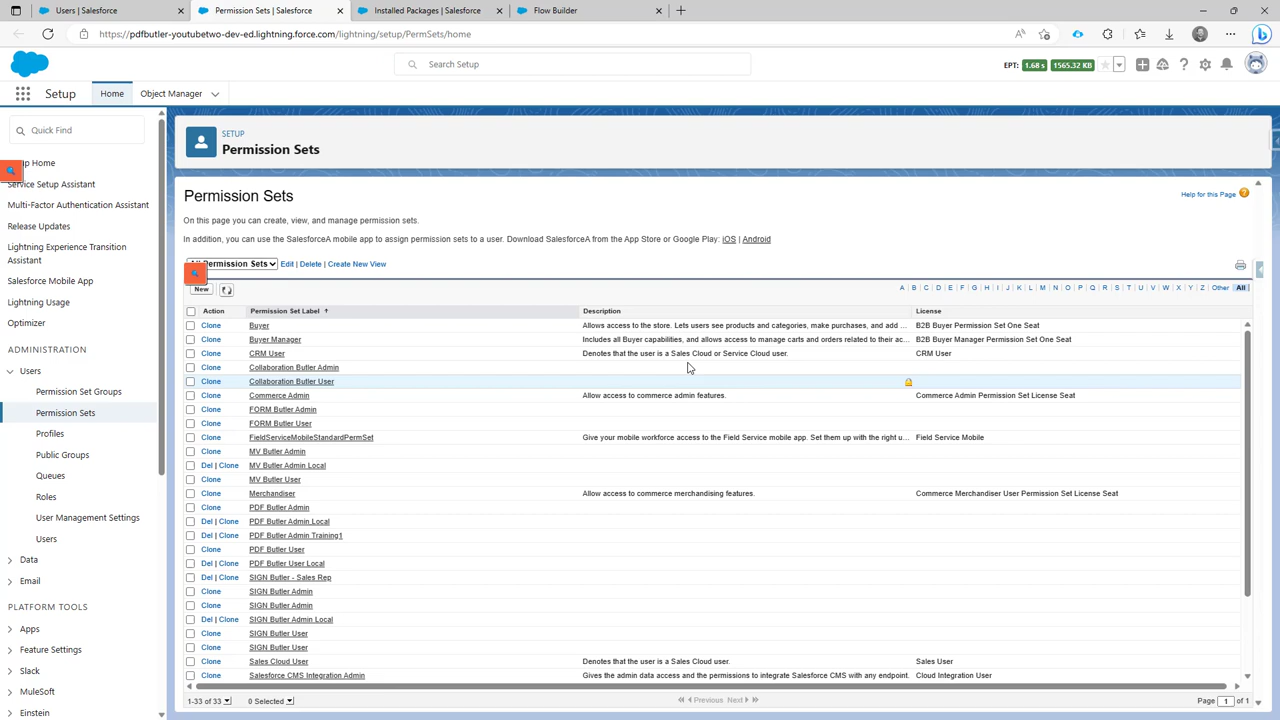 Users | Salesforce
Permission Sets | Salesforce
Installed Packages | Salesforce
Flow Builder
https://pdfbutler-youtubetwo-dev-ed.lightning.force.com/lightning/setup/PermSets/home
Search Setup
EPT: 1.68 s 1565.32 KB
Setup
Home
Object Manager
Quick Find
SETUP
Permission Sets
up Home
Service Setup Assistant
Multi-Factor Authentication Assistant
Release Updates
Lightning Experience Transition
Assistant
Salesforce Mobile App
Lightning Usage
Optimizer
ADMINISTRATION
Users
Permission Set Groups
Permission Sets
Profiles
Public Groups
Queues
Roles
User Management Settings
Users
Data
Email
PLATFORM TOOLS
Apps
Feature Settings
Slack
MuleSoft
Einstein
Permission Sets
Help for this Page
On this page you can create, view, and manage permission sets.
In addition, you can use the SalesforceA mobile app to assign permission sets to a user. Download SalesforceA from the App Store or Google Play: iOS | Android
All Permission Sets Edit | Delete | Create New View
New
A B C D E F G H I J K L M N O P Q R S T U V W X Y Z Other All
Action Permission Set Label Description License
Clone Buyer Allows access to the store. Lets users see products and categories, make purchases, and add ... B2B Buyer Permission Set One Seat
Clone Buyer Manager Includes all Buyer capabilities, and allows access to manage carts and orders related to their ac... B2B Buyer Manager Permission Set One Seat
Clone CRM User Denotes that the user is a Sales Cloud or Service Cloud user. CRM User
Clone Collaboration Butler Admin
Clone Collaboration Butler User
Clone Commerce Admin Allow access to commerce admin features. Commerce Admin Permission Set License Seat
Clone FORM Butler Admin
Clone FORM Butler User
Clone FieldServiceMobileStandardPermSet Give your mobile workforce access to the Field Service mobile app. Set them up with the right u... Field Service Mobile
Clone MV Butler Admin
Del | Clone MV Butler Admin Local
Clone MV Butler User
Clone Merchandiser Allow access to commerce merchandising features. Commerce Merchandiser User Permission Set License Seat
Clone PDF Butler Admin
Del | Clone PDF Butler Admin Local
Del | Clone PDF Butler Admin Training1
Clone PDF Butler User
Del | Clone PDF Butler User Local
Del | Clone SIGN Butler - Sales Rep
Clone SIGN Butler Admin
Clone SIGN Butler Admin
Del | Clone SIGN Butler Admin Local
Clone SIGN Butler User
Clone SIGN Butler User
Clone Sales Cloud User Denotes that the user is a Sales Cloud user. Sales User
Clone Salesforce CMS Integration Admin Gives the admin data access and the permissions to integrate Salesforce CMS with any endpoint. Cloud Integration User
1-33 of 33 0 Selected Previous Next Page 1 of 1